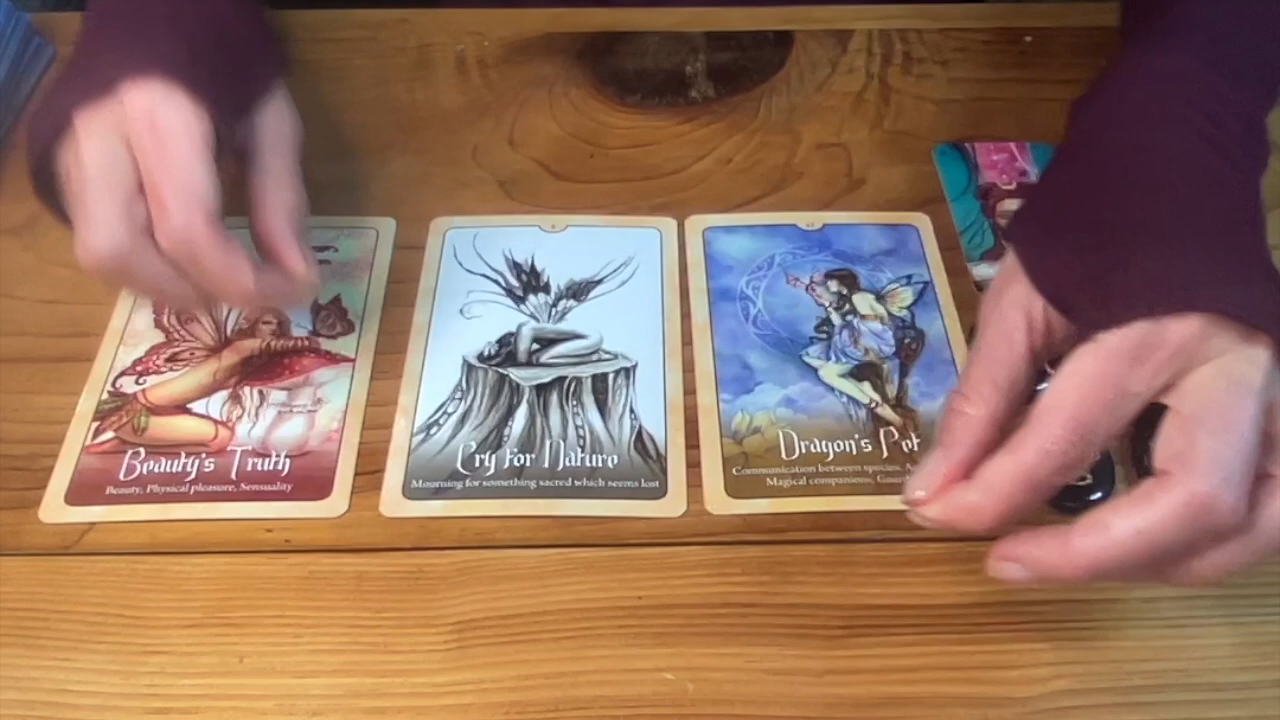 Beauty's Truth
Beauty, Physical pleasure, Sensuality
Cry for Nature
Mourning for something sacred which seems lost
Dragon's Pet
Communication between species,
Magical companions,